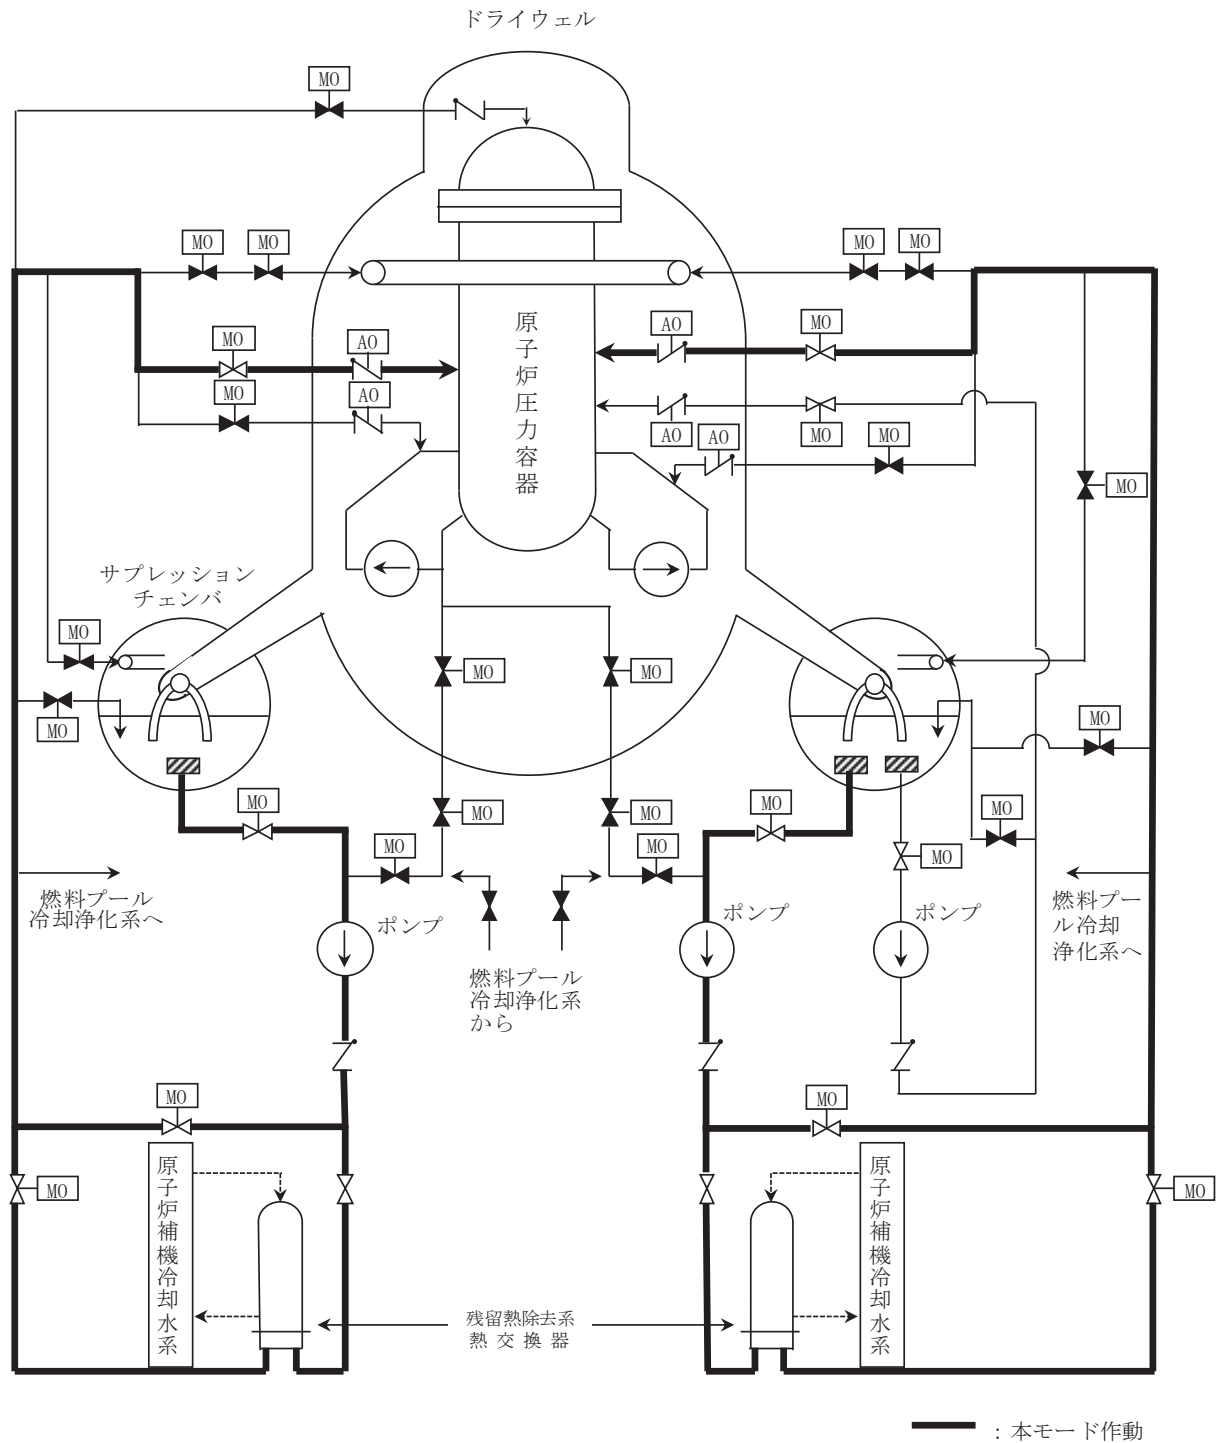 ドライウェル
MO
MO
MO
MO
MO
MO
AO
AO
MO
MO
AO
MO
AO
原子炉圧力容器
AO
MO
AO
MO
MO
サプレッション
チェンバ
MO
MO
MO
MO
MO
MO
MO
MO
MO
MO
MO
MO
MO
MO
燃料プール
冷却浄化系へ
ポンプ
燃料プール
冷却浄化系
から
ポンプ
ポンプ
燃料プー
ル冷却
浄化系へ
MO
MO
MO
MO
原子炉補機冷却水系
原子炉補機冷却水系
残留熱除去系
熱交換器
：本モード作動